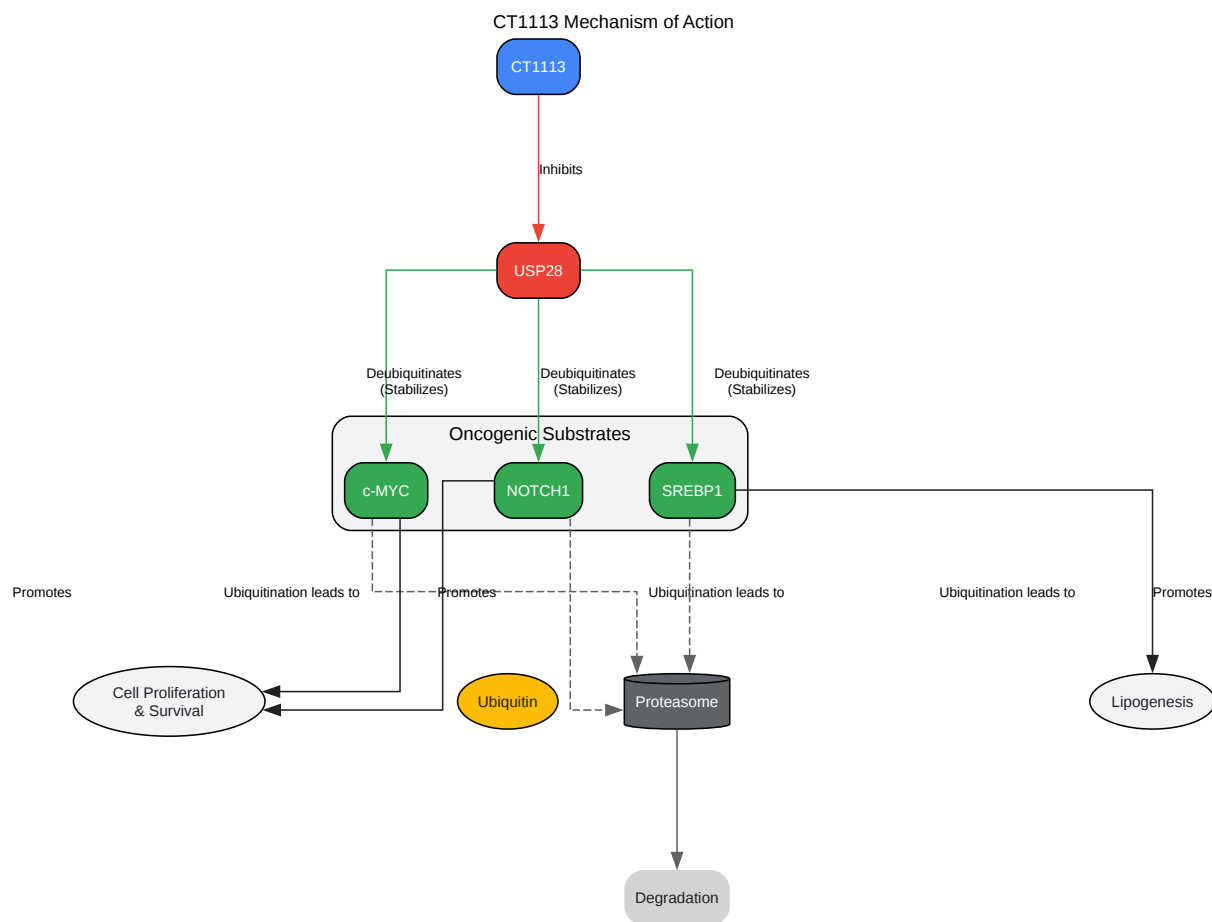 CT1113 Mechanism of Action
CT1113
Inhibits
USP28
Deubiquitinates
(Stabilizes)
Deubiquitinates
(Stabilizes)
Deubiquitinates
(Stabilizes)
Oncogenic Substrates
c-MYC
NOTCH1
SREBP1
Promotes
Ubiquitination leads to
Promotes
Ubiquitination leads to
Ubiquitination leads to
Promotes
Cell Proliferation
& Survival
Ubiquitin
Proteasome
Lipogenesis
Degradation